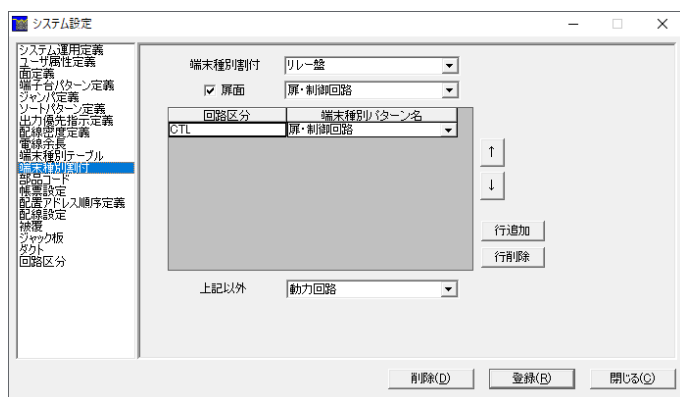 システム設定
システム運用定義
ユーザ属性定義
面定義
端子台パターン定義
ジャンパ定義
ソートパターン定義
出力優先指示定義
配線密度定義
電線余長
端末種別テーブル
端末種別割付
部品コード
帳票設定
配置アドレス順序定義
配線設定
被覆
ジャック板
ダクト
回路区分
端末種別割付 リレー盤
扉面 扉・制御回路
回路区分 端末種別パターン名
CTL 扉・制御回路
↑
↓
行追加
行削除
上記以外 動力回路
削除(D) 登録(R) 閉じる(C)